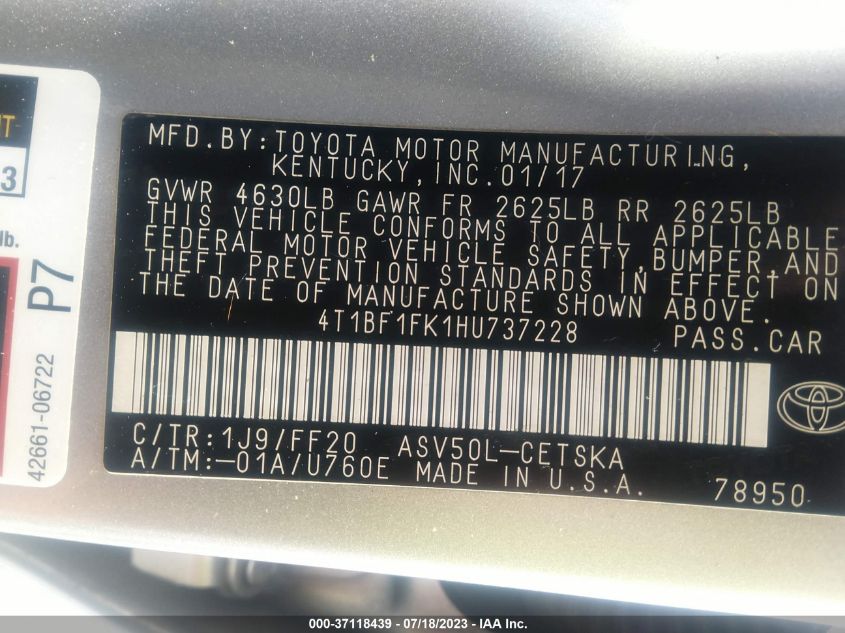 MFD.BY:TOYOTA MOTOR MANUFACTURING,
KENTUCKY,INC.01/17
GVWR 4630LB GAWR FR 2625LB RR 2625LB
THIS VEHICLE CONFORMS TO ALL APPLICABLE
FEDERAL MOTOR VEHICLE SAFETY,BUMPER,AND
THEFT PREVENTION STANDARDS IN EFFECT ON
THE DATE OF MANUFACTURE SHOWN ABOVE.
4T1BF1FK1HU737228 PASS.CAR
C/TR:1J9/FF20 ASV50L-CETSKA
A/TM:-01A/U760E MADE IN U.S.A. 78950
3
lb.
P7
42661-06722
000-37118439 - 07/18/2023 - IAA Inc.